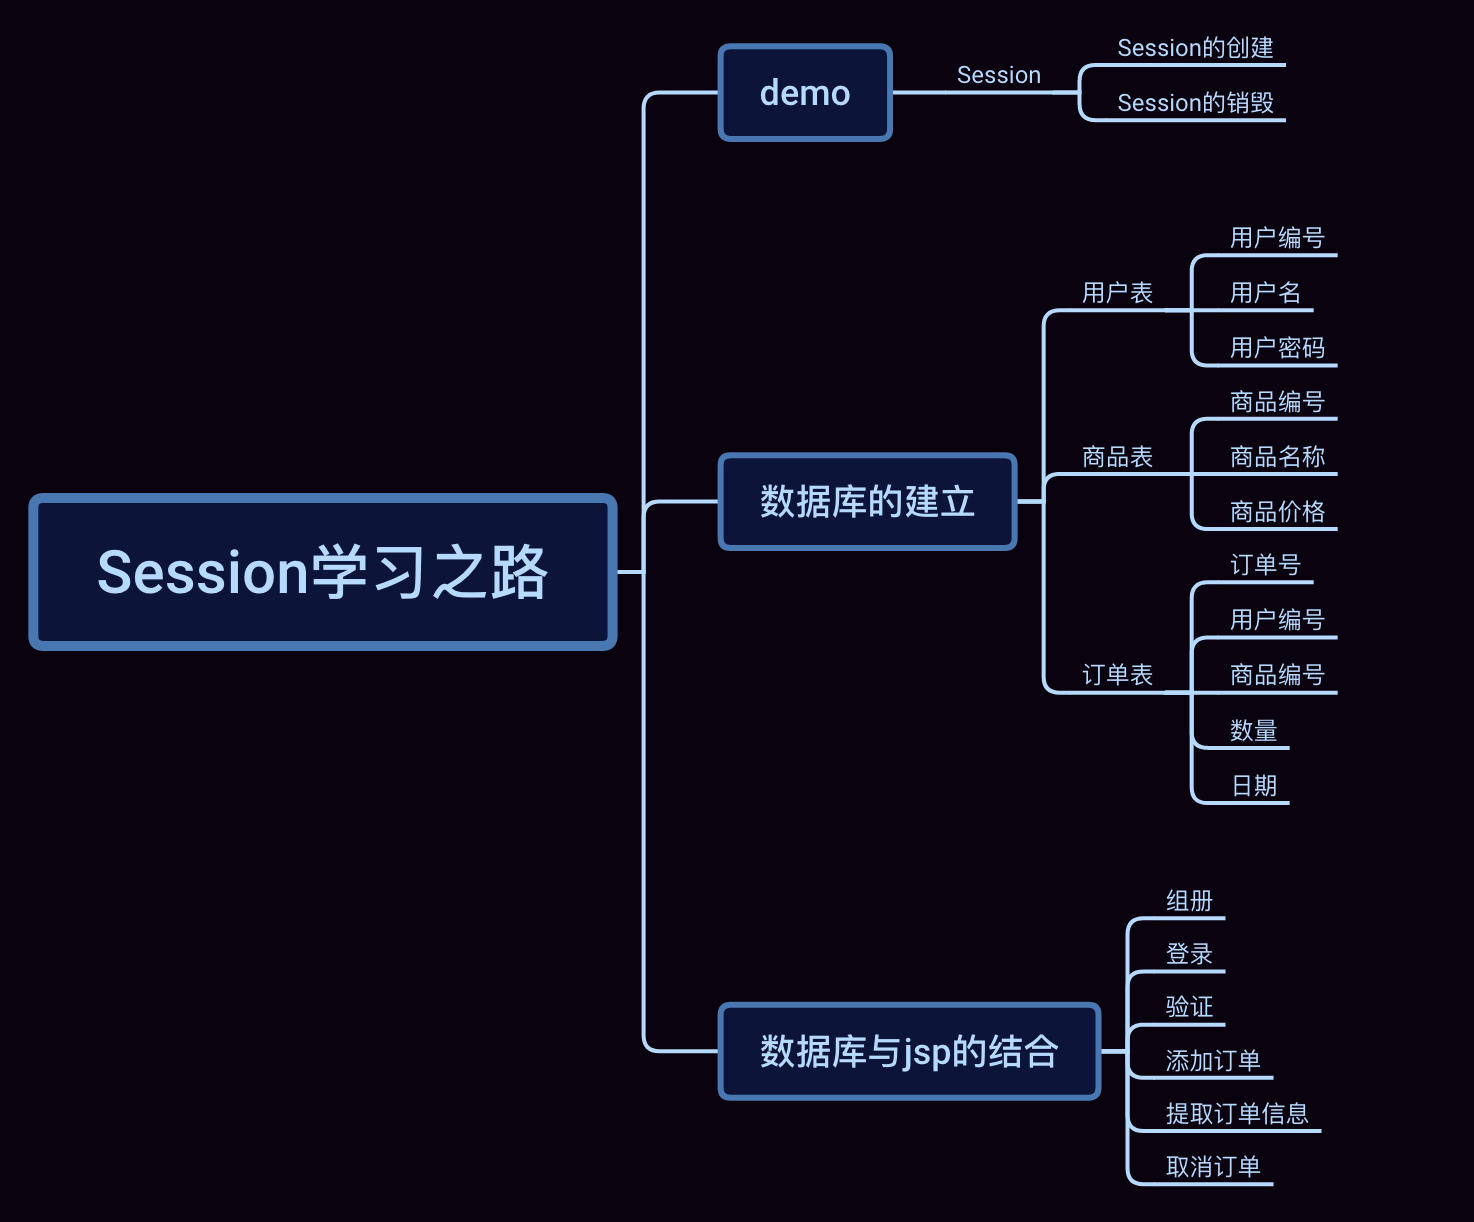 Session学习之路
demo
Session
Session的创建
Session的销毁
数据库的建立
用户表
用户编号
用户名
用户密码
商品表
商品编号
商品名称
商品价格
订单表
订单号
用户编号
商品编号
数量
日期
数据库与jsp的结合
组册
登录
验证
添加订单
提取订单信息
取消订单